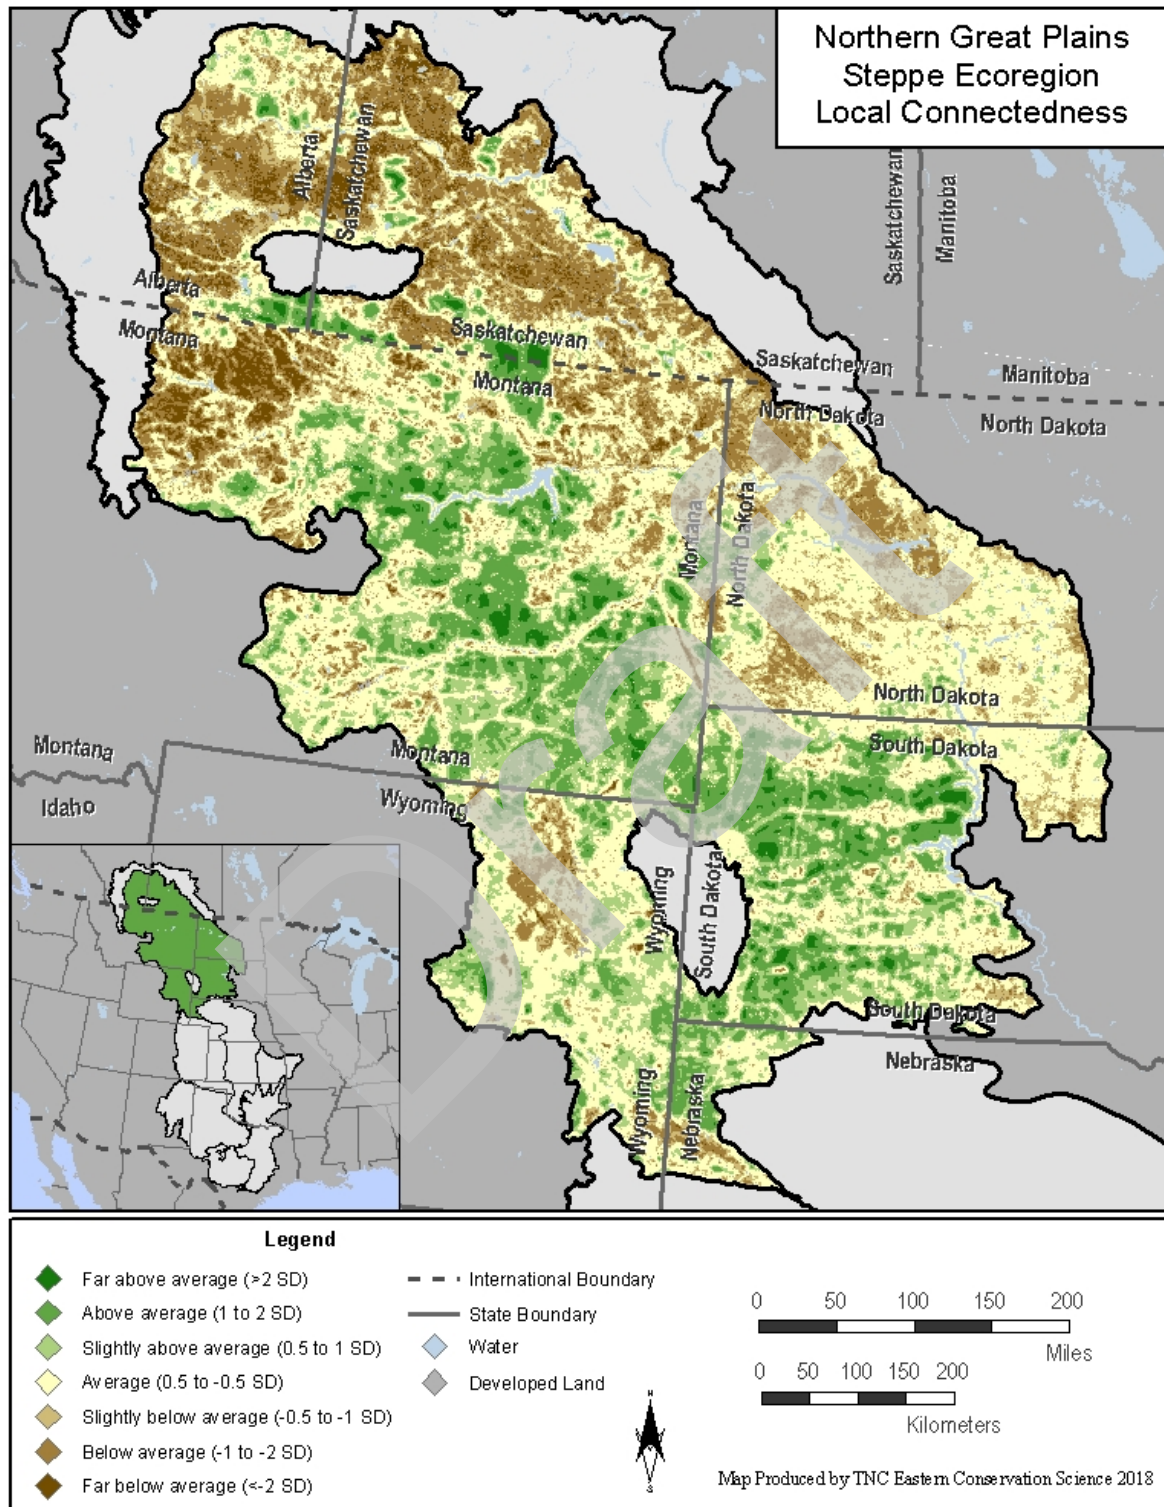 Northern Great Plains
Steppe Ecoregion
Local Connectedness
Alberta
Saskatchewan
Saskatchewan
Manitoba
Alberta
Montana
Saskatchewan
Montana
Saskatchewan
North Dakota
Manitoba
North Dakota
Montana
North Dakota
North Dakota
South Dakota
Montana
Idaho
Montana
Wyoming
Wyoming
South Dakota
South Dakota
Nebraska
Wyoming
Nebraska
Draft
Legend
Far above average (>2 SD)
Above average (1 to 2 SD)
Slightly above average (0.5 to 1 SD)
Average (0.5 to -0.5 SD)
Slightly below average (-0.5 to -1 SD)
Below average (-1 to -2 SD)
Far below average (<-2 SD)
International Boundary
State Boundary
Water
Developed Land
N
S
0 50 100 150 200
Miles
0 50 100 150 200
Kilometers
Map Produced by TNC Eastern Conservation Science 2018